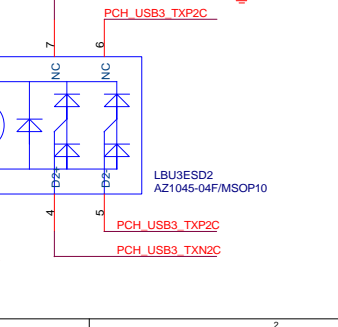 PCH_USB3_TXP2C
7
6
NC
NC
D2+
D2-
LBU3ESD2
AZ1045-04F/MSOP10
4
5
PCH_USB3_TXP2C
PCH_USB3_TXN2C
2